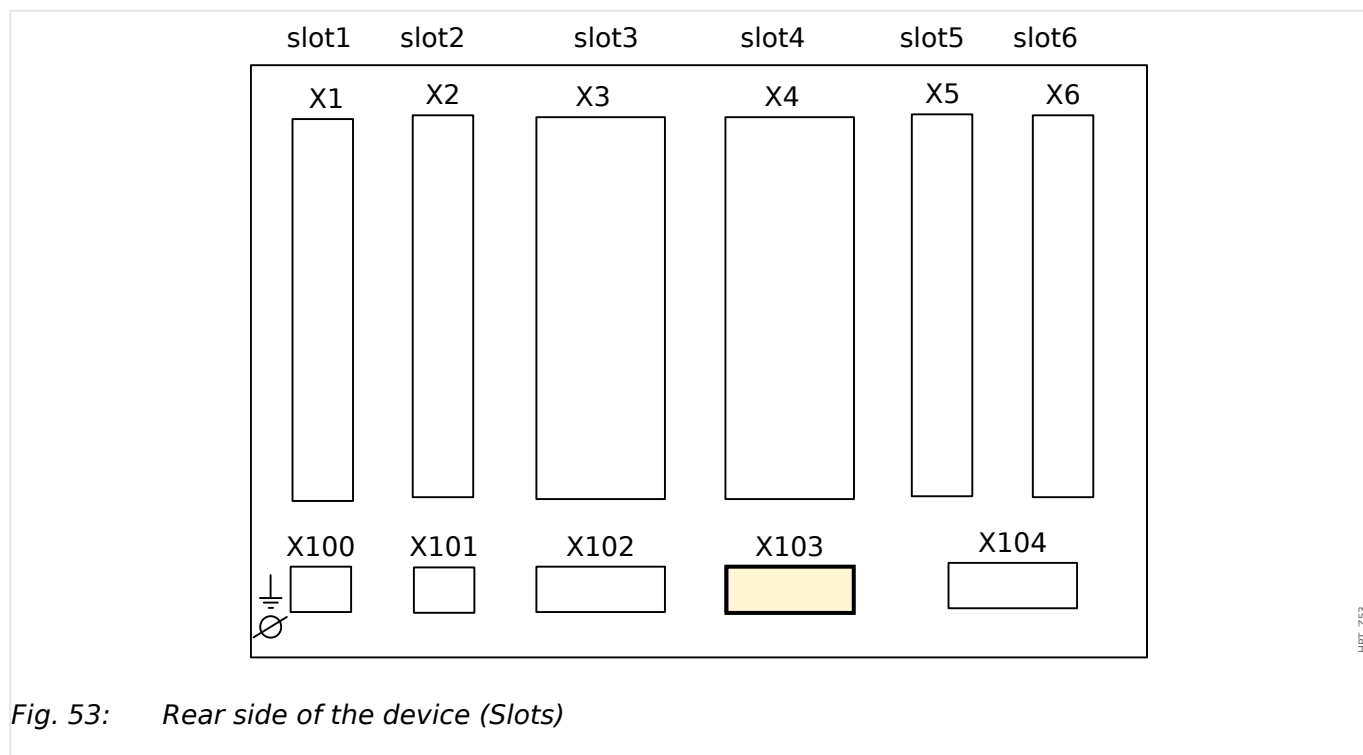 slot1 slot2 slot3 slot4 slot5 slot6
X1 X2 X3 X4 X5 X6
X100 X101 X102 X103 X104
HPT_Z53
Fig. 53: Rear side of the device (Slots)